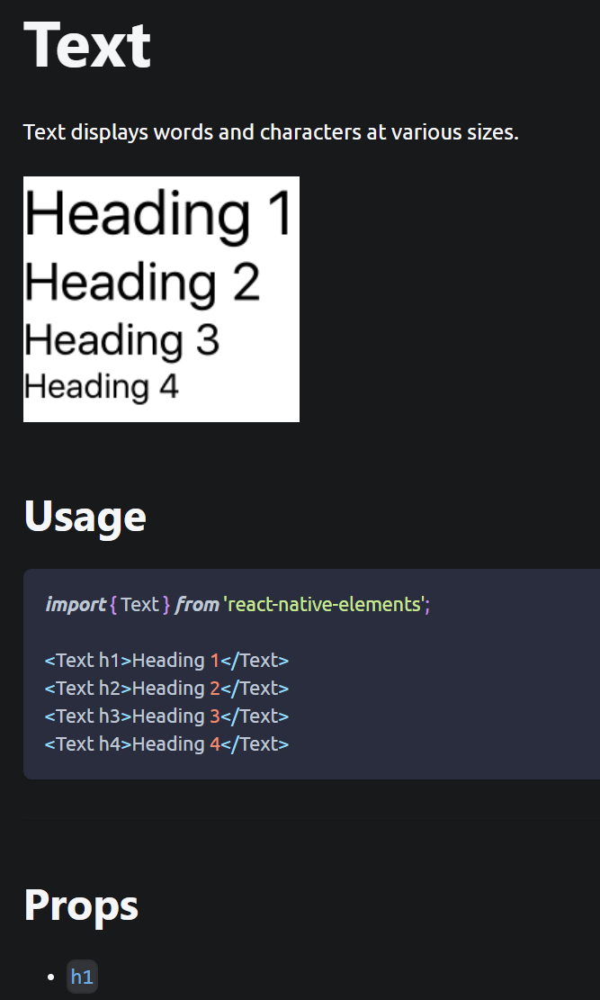 Text
Text displays words and characters at various sizes.
Heading 1
Heading 2
Heading 3
Heading 4
Usage
import { Text } from 'react-native-elements';
<Text h1>Heading 1</Text>
<Text h2>Heading 2</Text>
<Text h3>Heading 3</Text>
<Text h4>Heading 4</Text>
Props
• h1